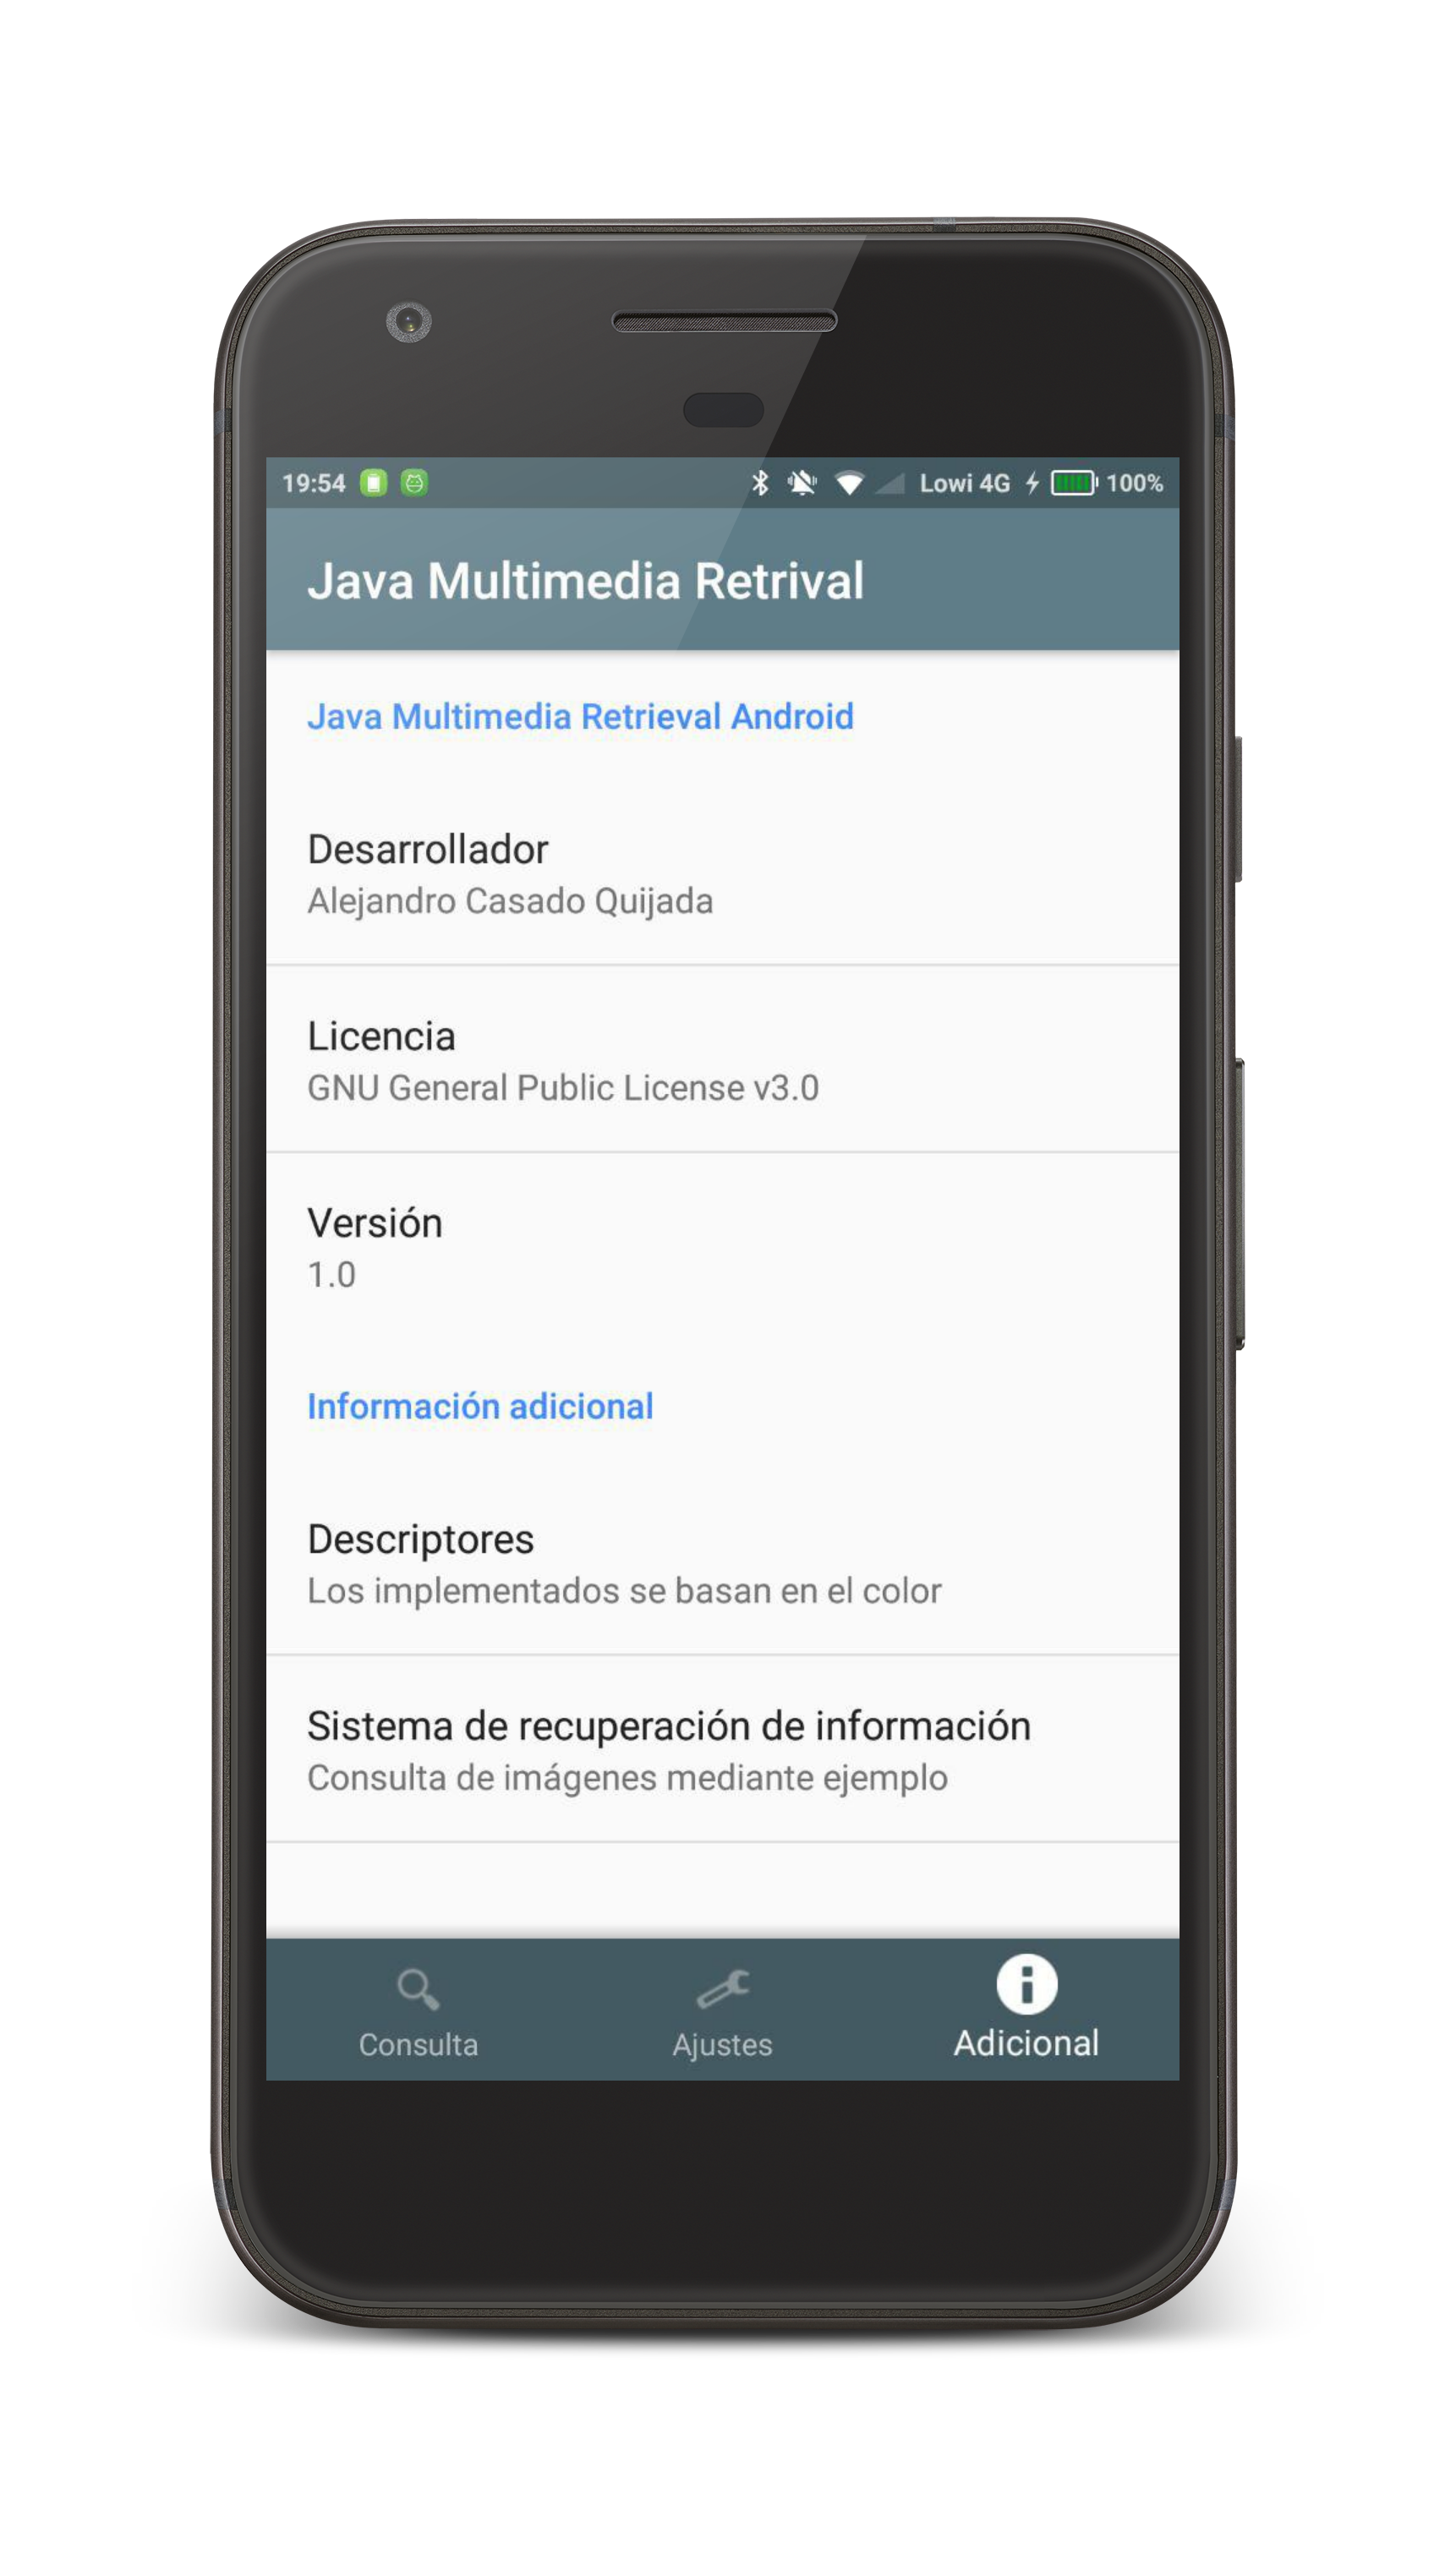 19:54 Lowi 4G 100%
Java Multimedia Retrival
Java Multimedia Retrieval Android
Desarrollador
Alejandro Casado Quijada
Licencia
GNU General Public License v3.0
Versión
1.0
Información adicional
Descriptores
Los implementados se basan en el color
Sistema de recuperación de información
Consulta de imágenes mediante ejemplo
Consulta Ajustes Adicional